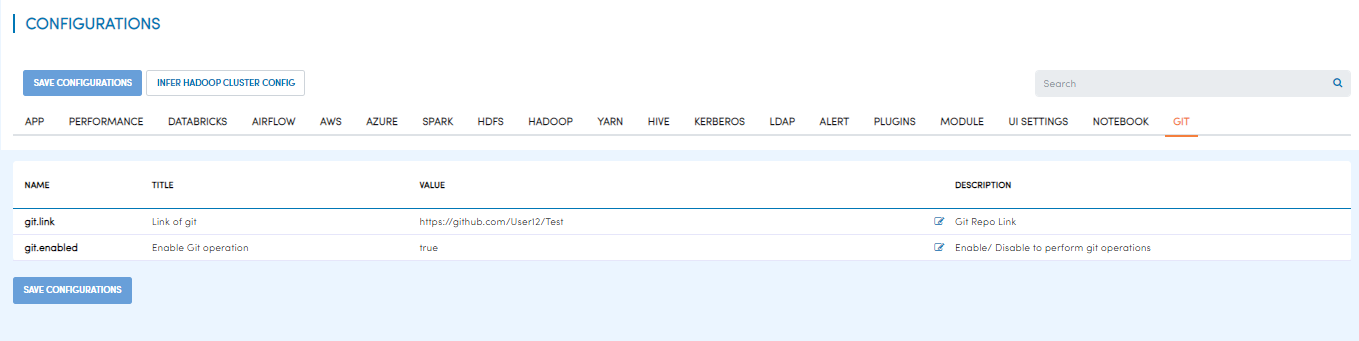 CONFIGURATIONS
SAVE CONFIGURATIONS INFER HADOOP CLUSTER CONFIG Search
APP PERFORMANCE DATABRICKS AIRFLOW AWS AZURE SPARK HDFS HADOOP YARN HIVE KERBEROS LDAP ALERT PLUGINS MODULE UI SETTINGS NOTEBOOK GIT
NAME TITLE VALUE DESCRIPTION
git.link Link of git https://github.com/User12/Test Git Repo Link
git.enabled Enable Git operation true Enable/ Disable to perform git operations
SAVE CONFIGURATIONS